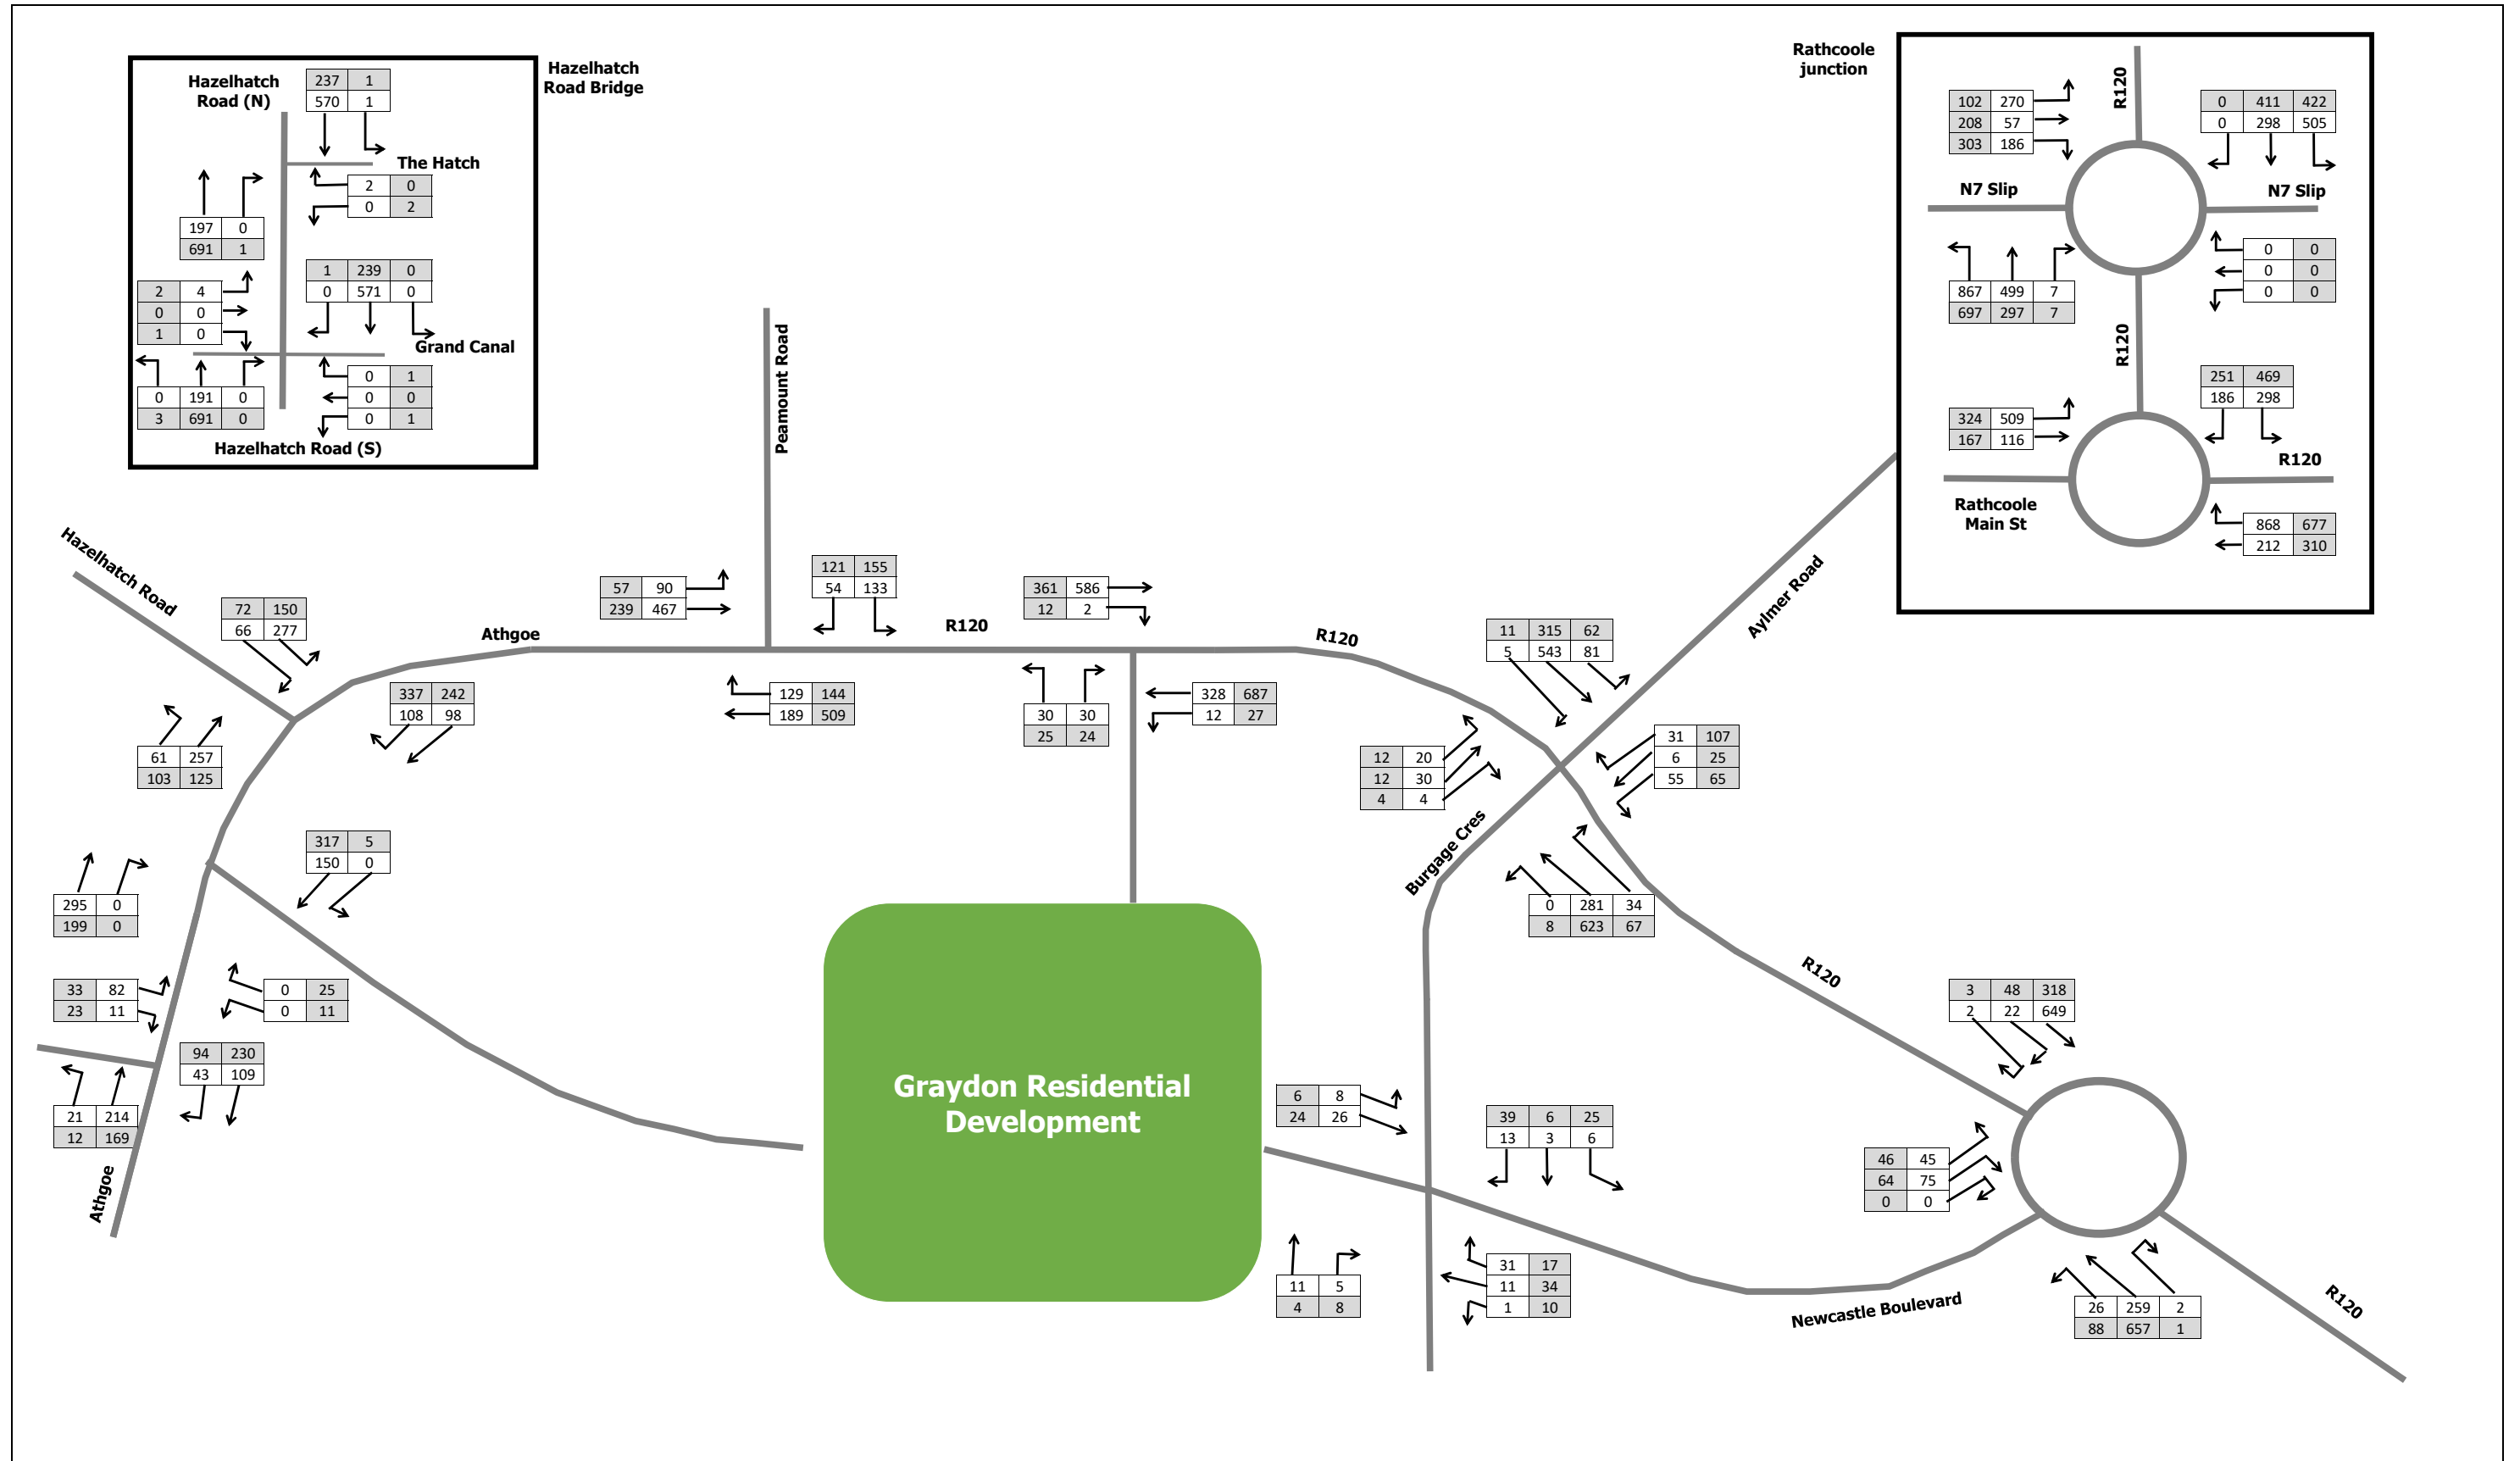 Hazelhatch
Road Bridge
Hazelhatch
Road (N)
237 1
570 1
The Hatch
2 0
0 2
197 0
691 1
1 239 0
0 571 0
2 4
0 0
1 0
Grand Canal
0 1
0 0
0 1
0 191 0
3 691 0
Hazelhatch Road (S)
Rathcoole
junction
R120
102 270
208 57
303 186
0 411 422
0 298 505
N7 Slip
N7 Slip
0 0
0 0
0 0
867 499 7
697 297 7
R120
251 469
186 298
324 509
167 116
R120
Rathcoole
Main St
868 677
212 310
Peamount Road
Hazelhatch Road
72 150
66 277
Athgoe
57 90
239 467
121 155
54 133
R120
361 586
12 2
R120
11 315 62
5 543 81
Aylmer Road
337 242
108 98
129 144
189 509
30 30
25 24
328 687
12 27
61 257
103 125
12 20
12 30
4 4
31 107
6 25
55 65
Burgage Cres
317 5
150 0
295 0
199 0
0 281 34
8 623 67
R120
33 82
23 11
0 25
0 11
3 48 318
2 22 649
94 230
43 109
21 214
12 169
Athgoe
Graydon Residential
Development
6 8
24 26
39 6 25
13 3 6
46 45
64 75
0 0
11 5
4 8
31 17
11 34
1 10
Newcastle Boulevard
26 259 2
88 657 1
R120